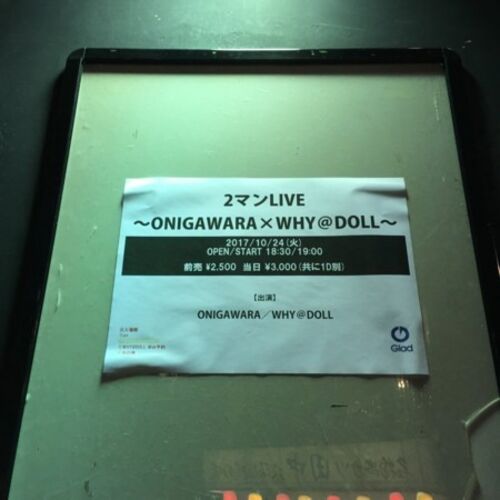 2マンLIVE
～ONIGAWARA×WHY@DOLL～
2017/10/24(火)
OPEN/START 18:30/19:00
前売 ¥2,500 当日 ¥3,000(共に1D別)
【出演】
ONIGAWARA／WHY@DOLL
Glad